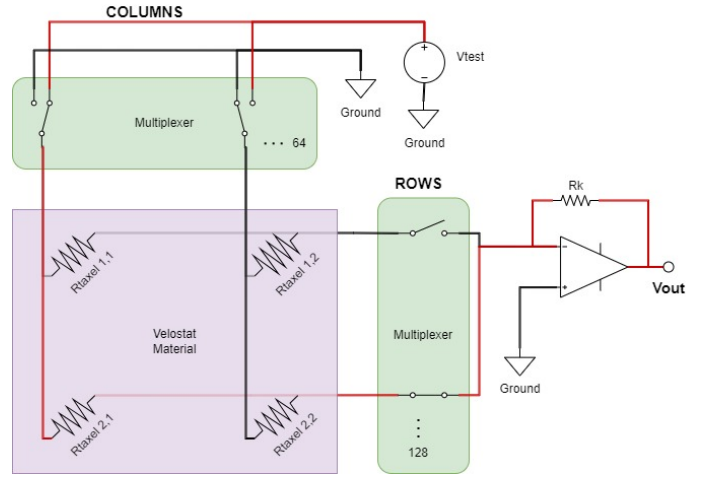 COLUMNS
+
Vtest
−
Ground
Ground
Multiplexer
... 64
ROWS
Rk
Rtaxel 1,1
Rtaxel 1,2
−
+
Vout
Velostat
Material
Multiplexer
Ground
Rtaxel 2,1
Rtaxel 2,2
⋮
128